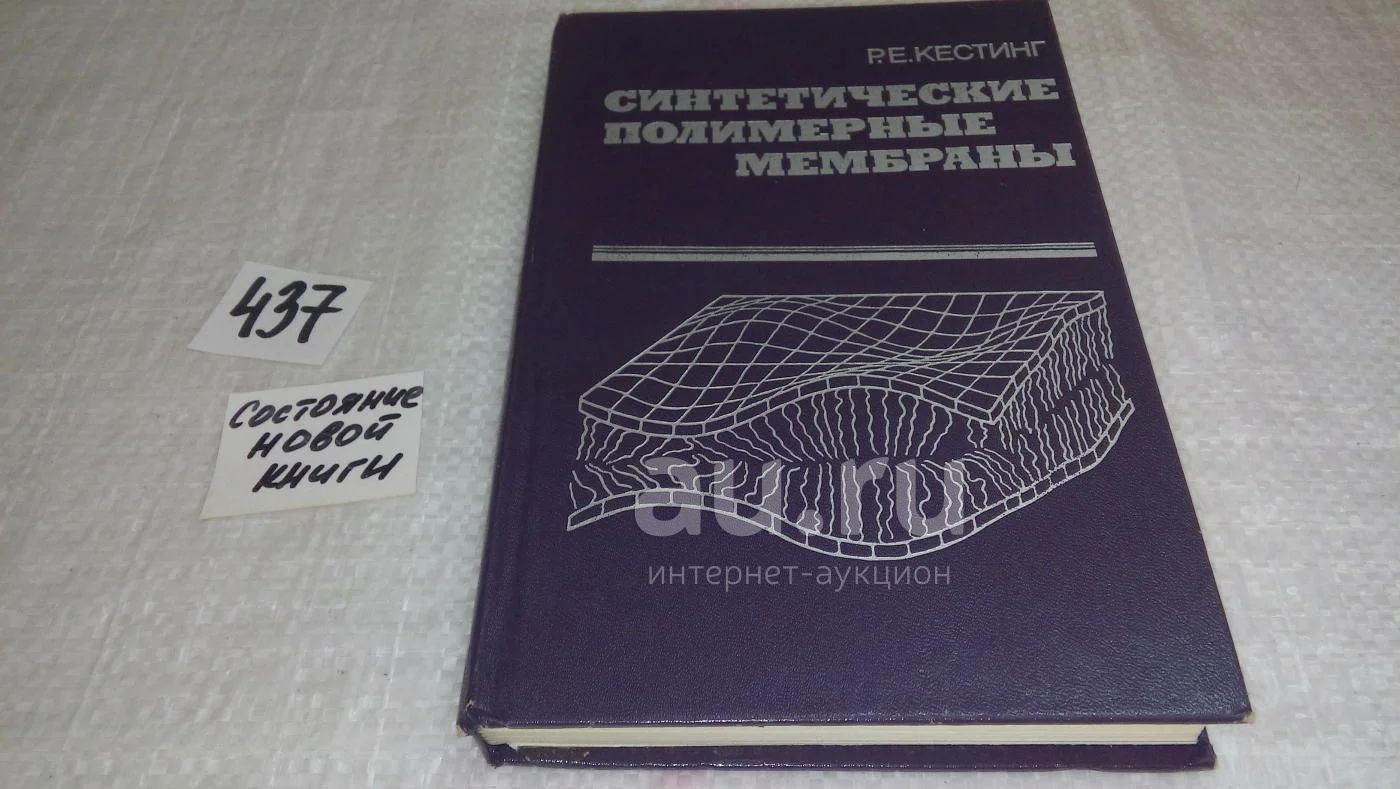 Р.Е.КЕСТИНГ
СИНТЕТИЧЕСКИЕ
ПОЛИМЕРНЫЕ
МЕМБРАНЫ
437
Состояние
новой
книги
au.ru
интернет-аукцион